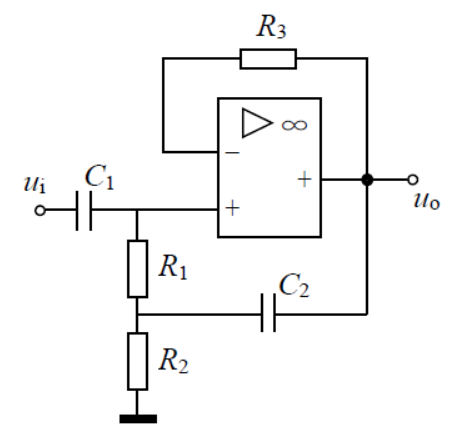 R₃
▷ ∞
−
+
uᵢ
C₁
+
uₒ
R₁
C₂
R₂